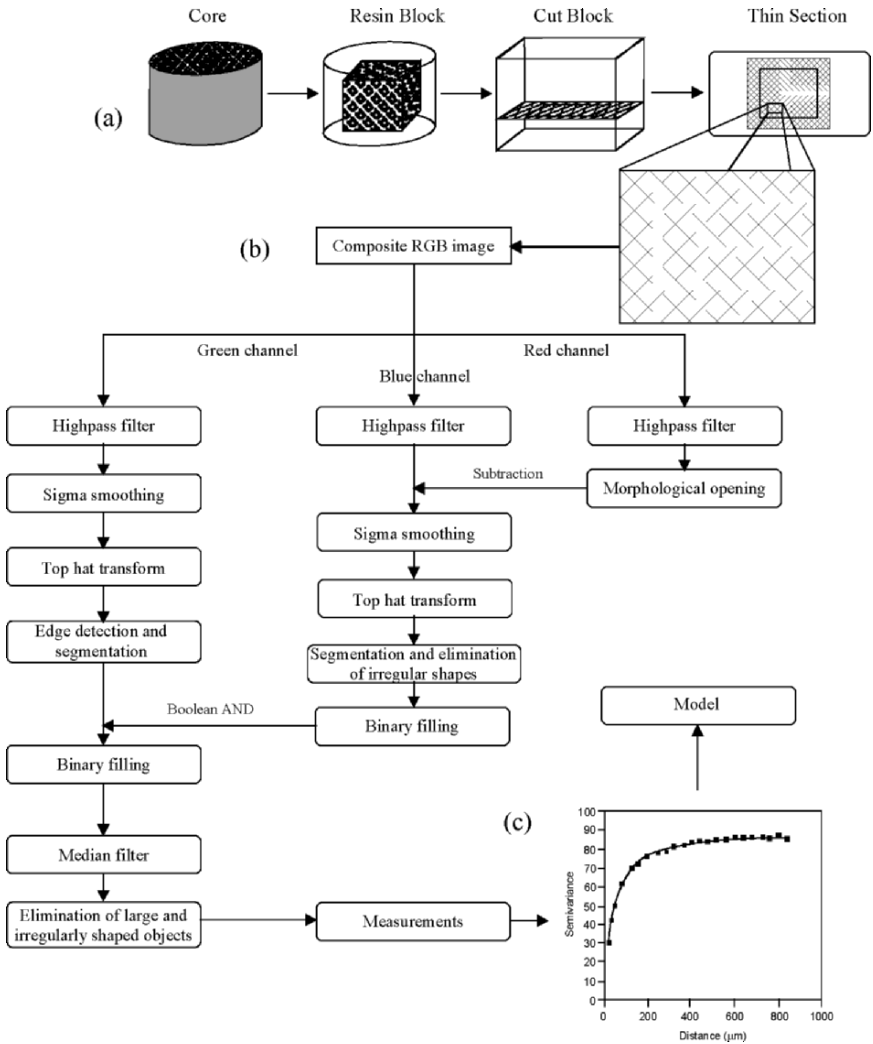 Core
Resin Block
Cut Block
Thin Section
(a)
(b)
Composite RGB image
Green channel
Blue channel
Red channel
Highpass filter
Highpass filter
Highpass filter
Sigma smoothing
Subtraction
Morphological opening
Sigma smoothing
Top hat transform
Top hat transform
Edge detection and
segmentation
Segmentation and elimination
of irregular shapes
Boolean AND
Binary filling
Model
Binary filling
Median filter
Elimination of large and
irregularly shaped objects
Measurements
(c)
100
90
80
70
60
50
40
30
20
10
0
Semivariance
0
200
400
600
800
1000
Distance (µm)